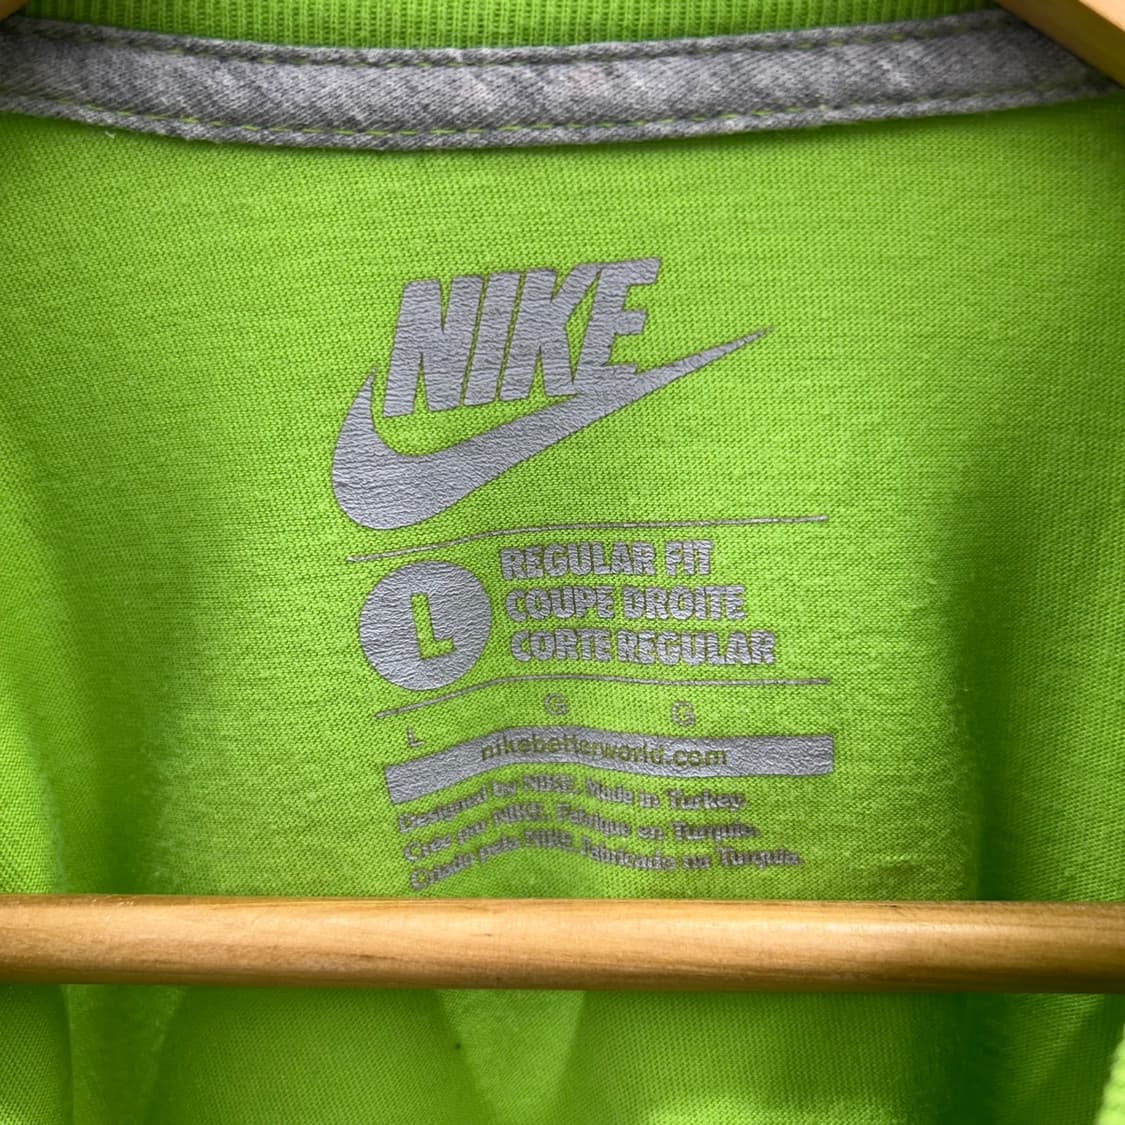 NIKE
L
REGULAR FIT
COUPE DROITE
CORTE REGULAR
L G G
nikebetterworld.com
Designed by NIKE. Made in Turkey.
Crée par NIKE. Fabriqué en Turquie.
Criado pela NIKE. Fabricado na Turquia.